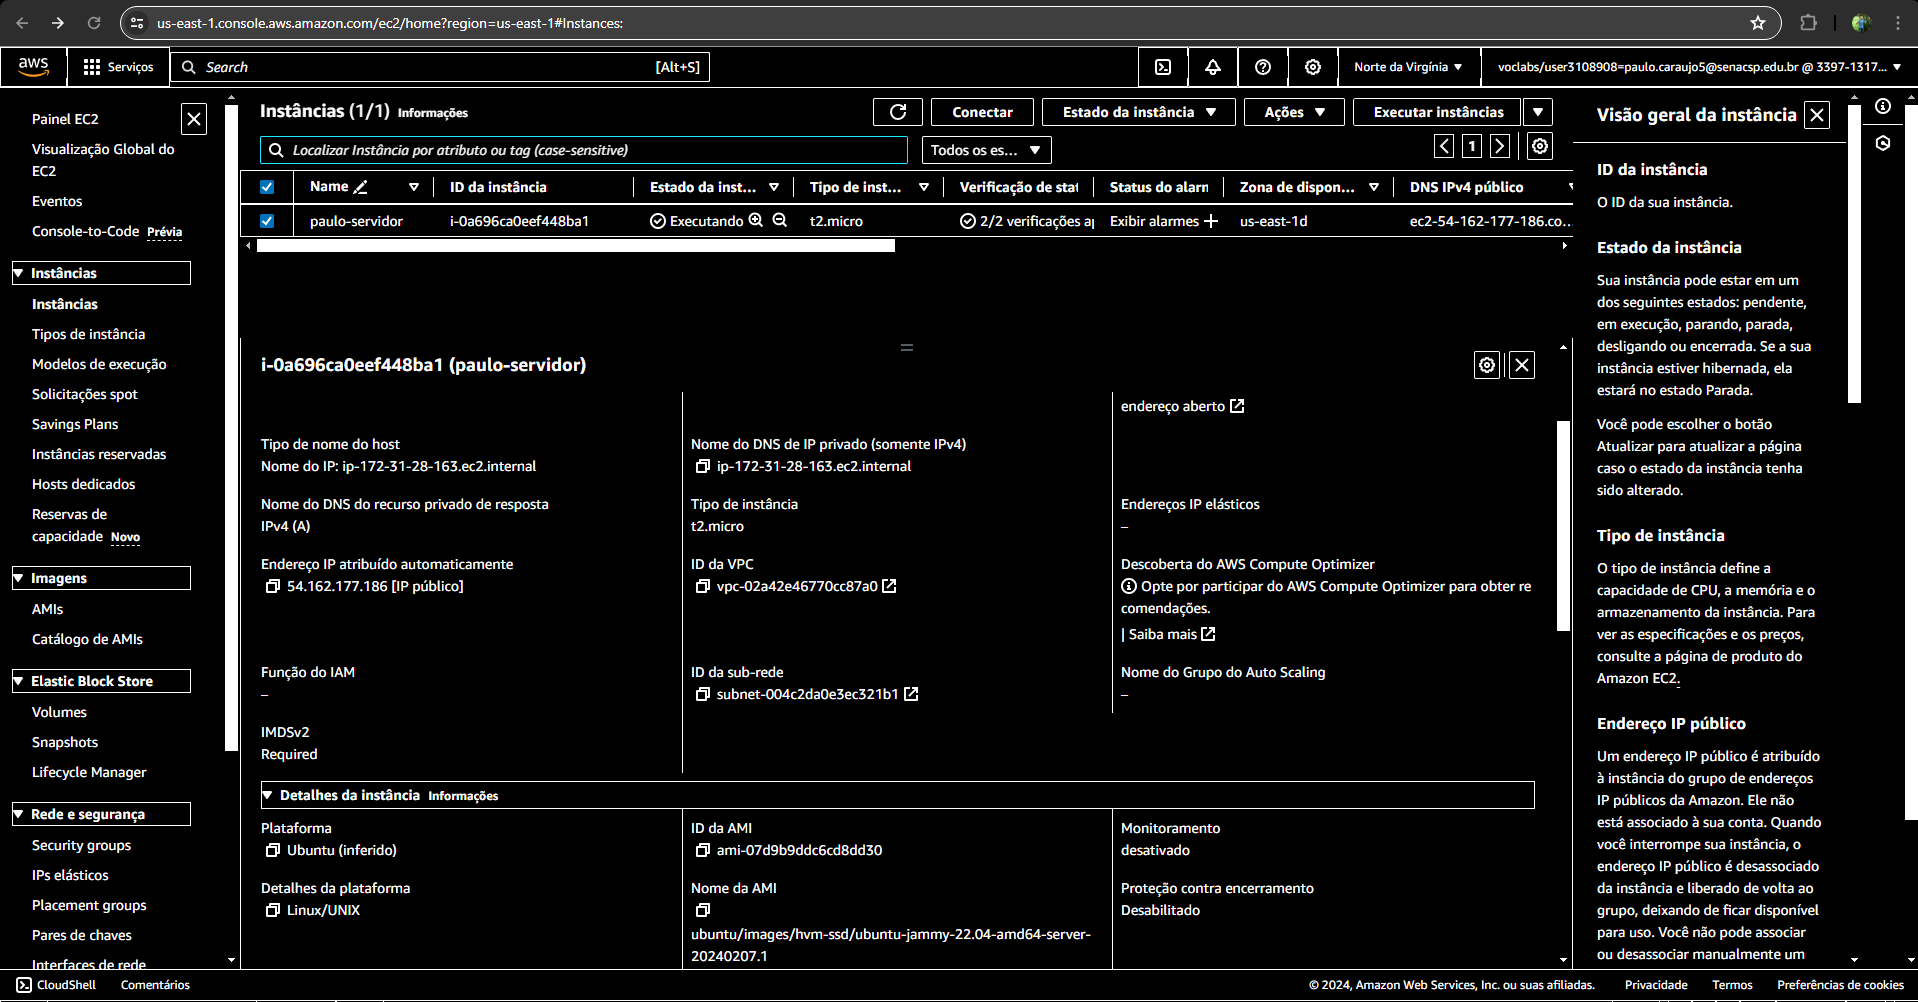 us-east-1.console.aws.amazon.com/ec2/home?region=us-east-1#Instances:
aws
Serviços
Search
[Alt+S]
Norte da Virgínia
voclabs/user3108908=paulo.caraujo5@senacsp.edu.br @ 3397-1317...
Painel EC2
Visualização Global do
EC2
Eventos
Console-to-Code Prévia
Instâncias
Instâncias
Tipos de instância
Modelos de execução
Solicitações spot
Savings Plans
Instâncias reservadas
Hosts dedicados
Reservas de
capacidade Novo
Imagens
AMIs
Catálogo de AMIs
Elastic Block Store
Volumes
Snapshots
Lifecycle Manager
Rede e segurança
Security groups
IPs elásticos
Placement groups
Pares de chaves
Interfaces de rede
Instâncias (1/1) Informações
Conectar
Estado da instância
Ações
Executar instâncias
Localizar Instância por atributo ou tag (case-sensitive)
Todos os es...
1
Name
ID da instância
Estado da inst...
Tipo de inst...
Verificação de stat
Status do alarm
Zona de dispon...
DNS IPv4 público
paulo-servidor
i-0a696ca0eef448ba1
Executando
t2.micro
2/2 verificações a
Exibir alarmes
us-east-1d
ec2-54-162-177-186.co...
i-0a696ca0eef448ba1 (paulo-servidor)
endereço aberto
Tipo de nome do host
Nome do IP: ip-172-31-28-163.ec2.internal
Nome do DNS de IP privado (somente IPv4)
ip-172-31-28-163.ec2.internal
Nome do DNS do recurso privado de resposta
IPv4 (A)
Tipo de instância
t2.micro
Endereços IP elásticos
–
Endereço IP atribuído automaticamente
54.162.177.186 [IP público]
ID da VPC
vpc-02a42e46770cc87a0
Descoberta do AWS Compute Optimizer
Opte por participar do AWS Compute Optimizer para obter re
comendações.
| Saiba mais
Função do IAM
–
ID da sub-rede
subnet-004c2da0e3ec321b1
Nome do Grupo do Auto Scaling
–
IMDSv2
Required
Detalhes da instância Informações
Plataforma
Ubuntu (inferido)
ID da AMI
ami-07d9b9ddc6cd8dd30
Monitoramento
desativado
Detalhes da plataforma
Linux/UNIX
Nome da AMI
ubuntu/images/hvm-ssd/ubuntu-jammy-22.04-amd64-server-
20240207.1
Proteção contra encerramento
Desabilitado
Visão geral da instância
ID da instância
O ID da sua instância.
Estado da instância
Sua instância pode estar em um
dos seguintes estados: pendente,
em execução, parando, parada,
desligando ou encerrada. Se a sua
instância estiver hibernada, ela
estará no estado Parada.
Você pode escolher o botão
Atualizar para atualizar a página
caso o estado da instância tenha
sido alterado.
Tipo de instância
O tipo de instância define a
capacidade de CPU, a memória e o
armazenamento da instância. Para
ver as especificações e os preços,
consulte a página de produto do
Amazon EC2.
Endereço IP público
Um endereço IP público é atribuído
à instância do grupo de endereços
IP públicos da Amazon. Ele não
está associado à sua conta. Quando
você interrompe sua instância, o
endereço IP público é desassociado
da instância e liberado de volta ao
grupo, deixando de ficar disponível
para uso. Você não pode associar
ou desassociar manualmente um
CloudShell
Comentários
© 2024, Amazon Web Services, Inc. ou suas afiliadas.
Privacidade
Termos
Preferências de cookies